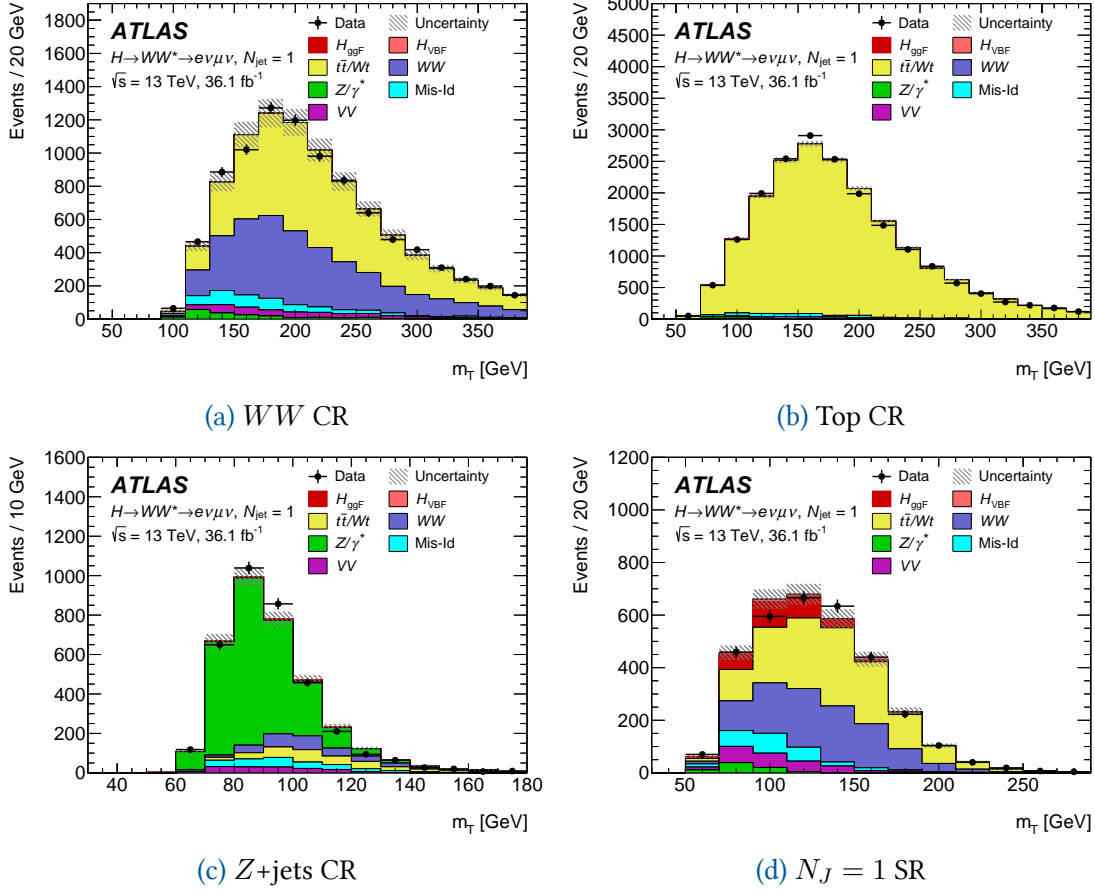 Events / 20 GeV
1800
1600
1400
1200
1000
800
600
400
200
0
ATLAS
H→WW*→eνμν, N_jet = 1
√s = 13 TeV, 36.1 fb⁻¹
Data
Uncertainty
H_ggF
H_VBF
tt̄/Wt
WW
Z/γ*
Mis-Id
VV
50 100 150 200 250 300 350
m_T [GeV]
(a) WW CR
Events / 20 GeV
5000
4500
4000
3500
3000
2500
2000
1500
1000
500
0
ATLAS
H→WW*→eνμν, N_jet = 1
√s = 13 TeV, 36.1 fb⁻¹
Data
Uncertainty
H_ggF
H_VBF
tt̄/Wt
WW
Z/γ*
Mis-Id
VV
50 100 150 200 250 300 350
m_T [GeV]
(b) Top CR
Events / 10 GeV
1600
1400
1200
1000
800
600
400
200
0
ATLAS
H→WW*→eνμν, N_jet = 1
√s = 13 TeV, 36.1 fb⁻¹
Data
Uncertainty
H_ggF
H_VBF
tt̄/Wt
WW
Z/γ*
Mis-Id
VV
40 60 80 100 120 140 160 180
m_T [GeV]
(c) Z+jets CR
Events / 20 GeV
1200
1000
800
600
400
200
0
ATLAS
H→WW*→eνμν, N_jet = 1
√s = 13 TeV, 36.1 fb⁻¹
Data
Uncertainty
H_ggF
H_VBF
tt̄/Wt
WW
Z/γ*
Mis-Id
VV
50 100 150 200 250
m_T [GeV]
(d) N_J = 1 SR